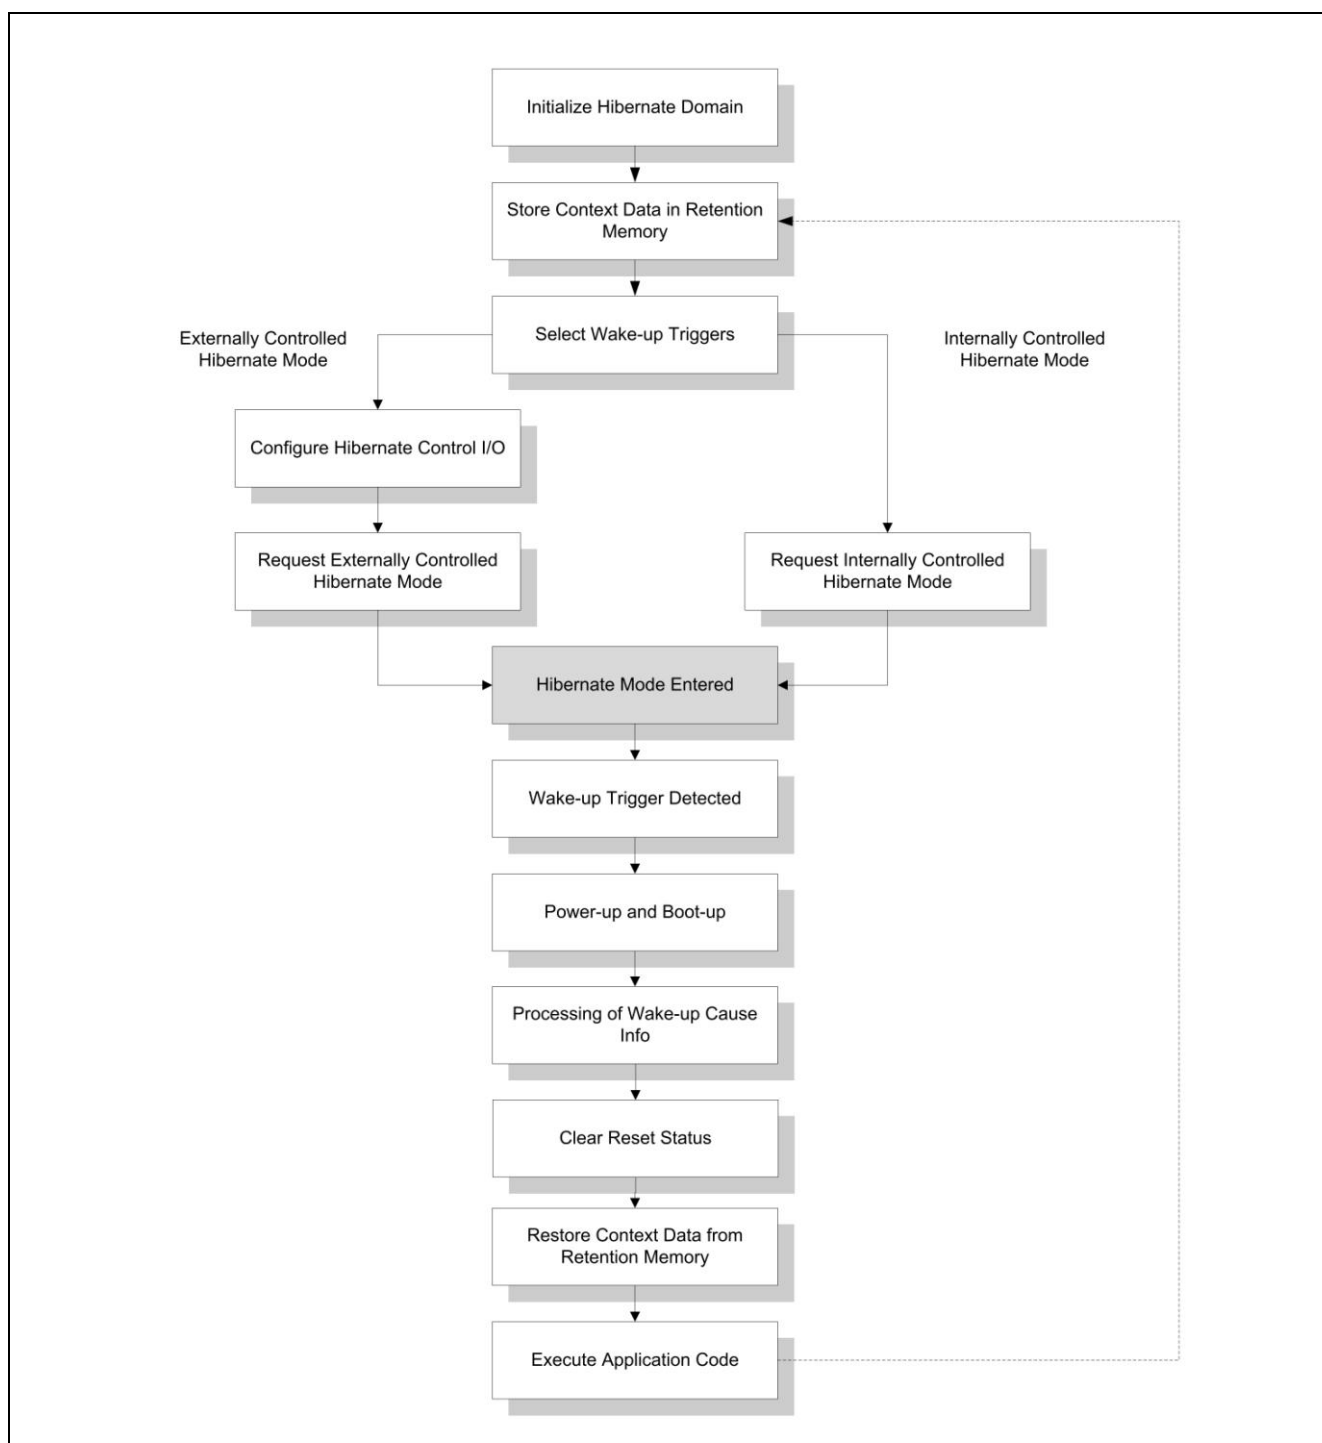 Initialize Hibernate Domain
Store Context Data in Retention
Memory
Select Wake-up Triggers
Externally Controlled
Hibernate Mode
Internally Controlled
Hibernate Mode
Configure Hibernate Control I/O
Request Externally Controlled
Hibernate Mode
Request Internally Controlled
Hibernate Mode
Hibernate Mode Entered
Wake-up Trigger Detected
Power-up and Boot-up
Processing of Wake-up Cause
Info
Clear Reset Status
Restore Context Data from
Retention Memory
Execute Application Code